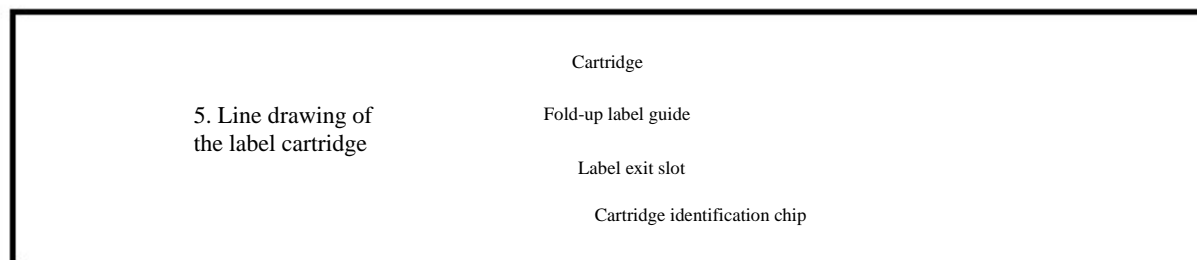 Cartridge
5. Line drawing of
the label cartridge
Fold-up label guide
Label exit slot
Cartridge identification chip